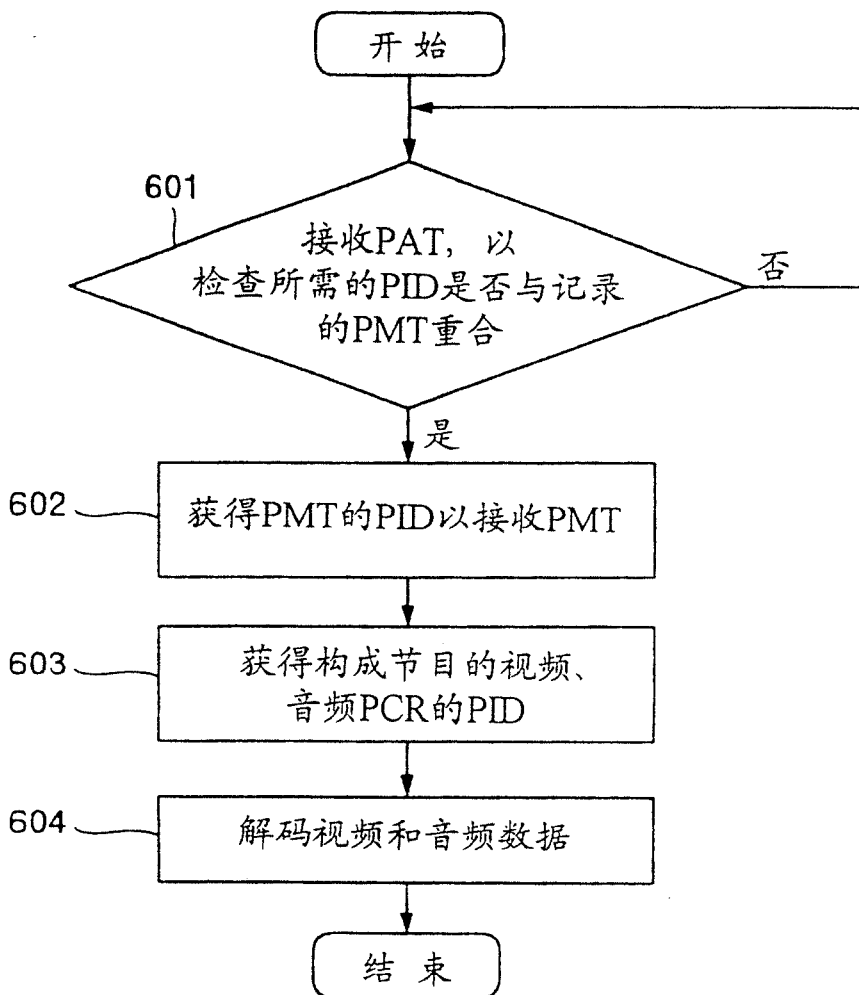 开始
601
接收PAT，以
检查所需的PID是否与记录
的PMT重合
否
是
602
获得PMT的PID以接收PMT
603
获得构成节目的视频、
音频PCR的PID
604
解码视频和音频数据
结束